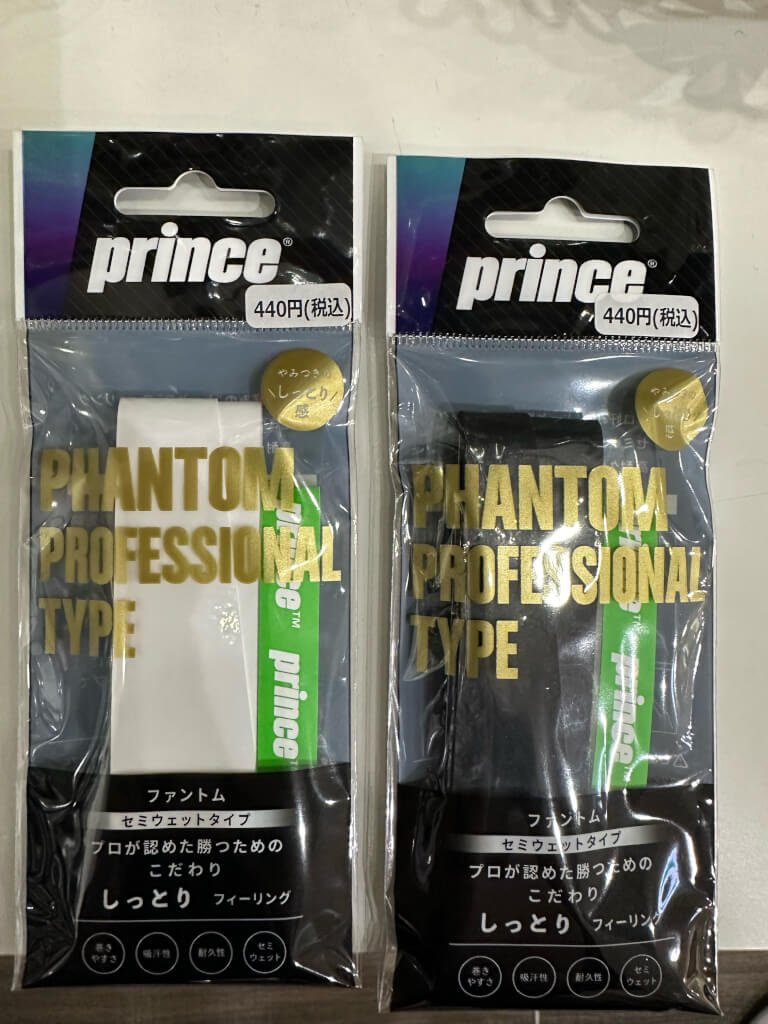 prince®
440円(税込)
やみつきの
しっとり
感
PHANTOM
PROFESSIONAL
TYPE
prince™
prince™
ファントム
セミウェットタイプ
プロが認めた勝つための
こだわり
しっとり フィーリング
巻き
やすさ
吸汗性
耐久性
セミ
ウェット
prince®
440円(税込)
PHANTOM
PROFESSIONAL
TYPE
prince™
ファントム
セミウェットタイプ
プロが認めた勝つための
こだわり
しっとり フィーリング
巻き
やすさ
吸汗性
耐久性
セミ
ウェット